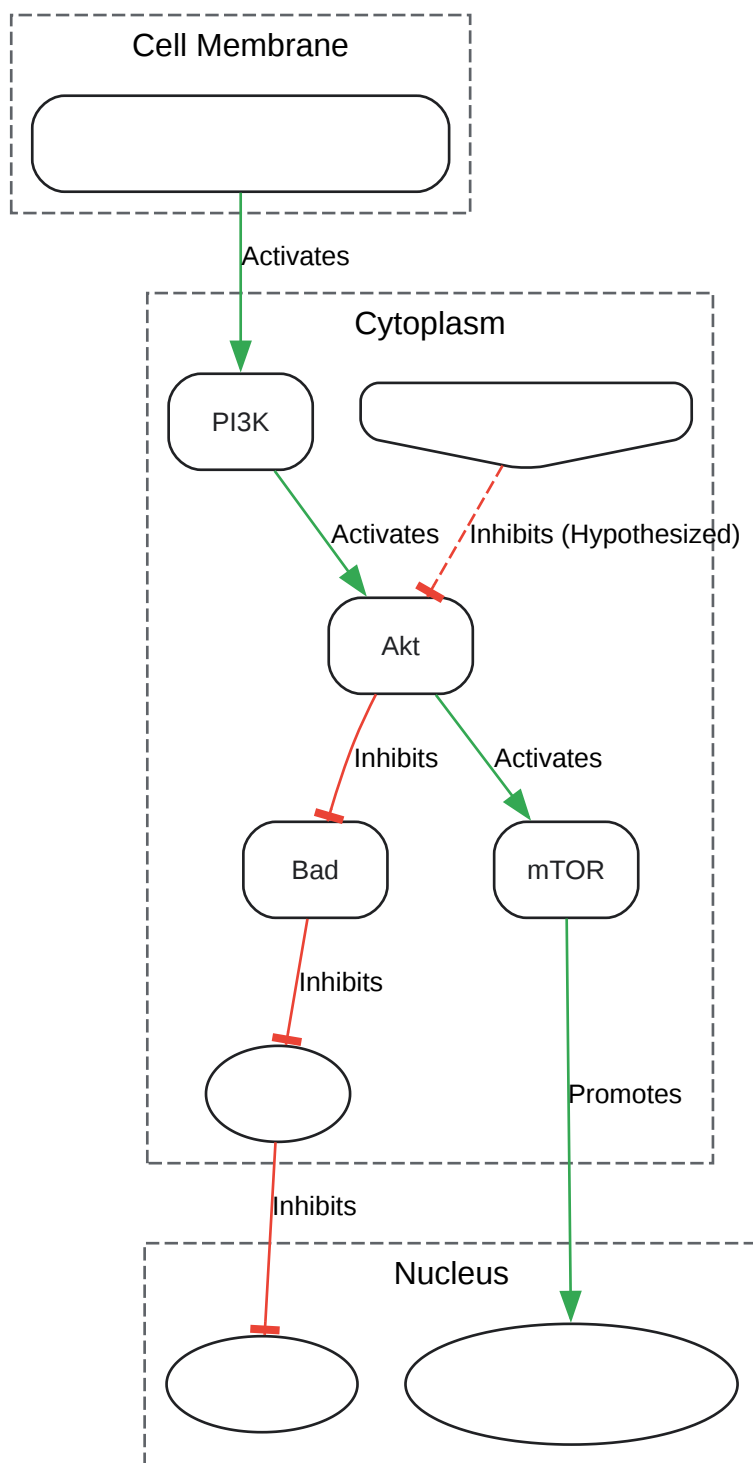 Cell Membrane
Activates
Cytoplasm
PI3K
Activates
Inhibits (Hypothesized)
Akt
Inhibits
Activates
Bad
mTOR
Inhibits
Promotes
Inhibits
Nucleus